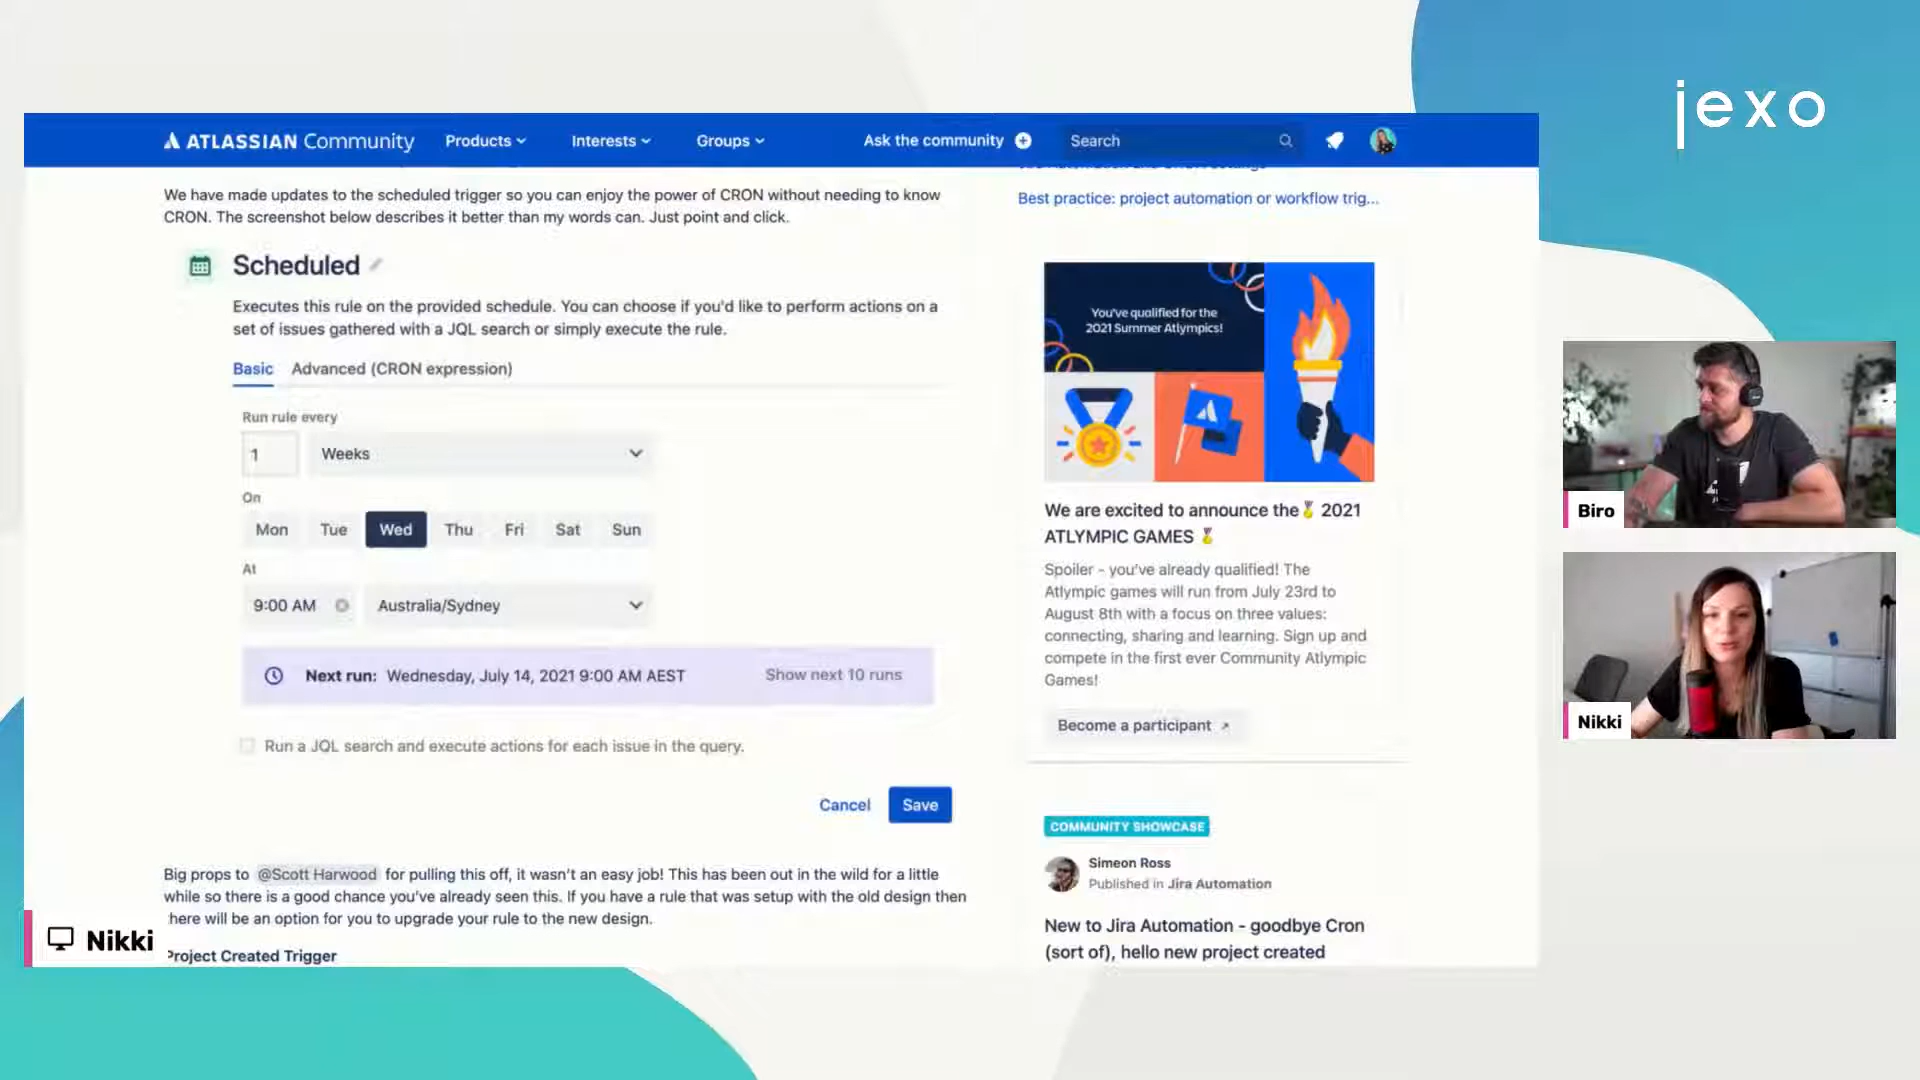 jexo
ATLASSIAN Community
Products
Interests
Groups
Ask the community
Search
We have made updates to the scheduled trigger so you can enjoy the power of CRON without needing to know
CRON. The screenshot below describes it better than my words can. Just point and click.
Scheduled
Executes this rule on the provided schedule. You can choose if you'd like to perform actions on a
set of issues gathered with a JQL search or simply execute the rule.
Basic
Advanced (CRON expression)
Run rule every
1
Weeks
On
Mon
Tue
Wed
Thu
Fri
Sat
Sun
At
9:00 AM
Australia/Sydney
Next run: Wednesday, July 14, 2021 9:00 AM AEST
Show next 10 runs
Run a JQL search and execute actions for each issue in the query.
Cancel
Save
Big props to @Scott Harwood for pulling this off, it wasn't an easy job! This has been out in the wild for a little
while so there is a good chance you've already seen this. If you have a rule that was setup with the old design then
there will be an option for you to upgrade your rule to the new design.
Project Created Trigger
Best practice: project automation or workflow trig...
You've qualified for the
2021 Summer Atlympics!
We are excited to announce the🏅 2021
ATLYMPIC GAMES 🏅
Spoiler - you've already qualified! The
Atlympic games will run from July 23rd to
August 8th with a focus on three values:
connecting, sharing and learning. Sign up and
compete in the first ever Community Atlympic
Games!
Become a participant
COMMUNITY SHOWCASE
Simeon Ross
Published in Jira Automation
New to Jira Automation - goodbye Cron
(sort of), hello new project created
Biro
Nikki
Nikki